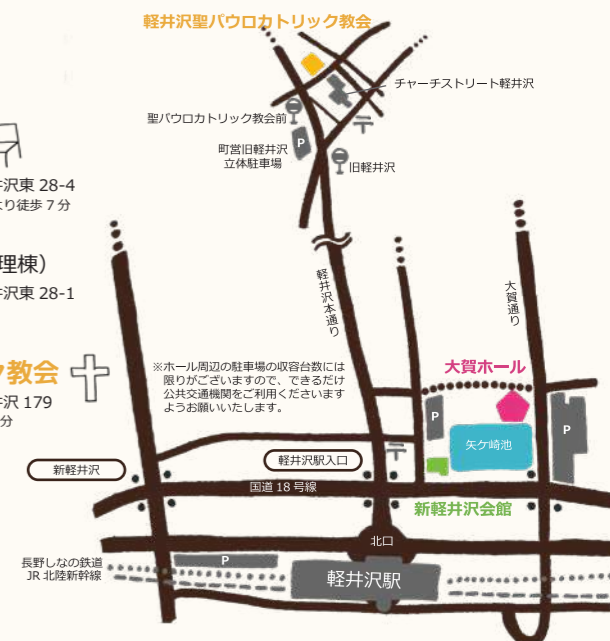 軽井沢聖パウロカトリック教会
チャーチストリート軽井沢
聖パウロカトリック教会前
町営旧軽井沢
立体駐車場
P
旧軽井沢
沢東 28-4
より徒歩 7 分
理棟）
沢東 28-1
ク教会
沢 179
分
軽井沢本通り
大賀通り
※ホール周辺の駐車場の収容台数には
限りがございますので、できるだけ
公共交通機関をご利用くださいます
ようお願いいたします。
大賀ホール
P
矢ケ崎池
P
新軽井沢
軽井沢駅入口
国道 18 号線
新軽井沢会館
北口
長野しなの鉄道
JR 北陸新幹線
P
軽井沢駅